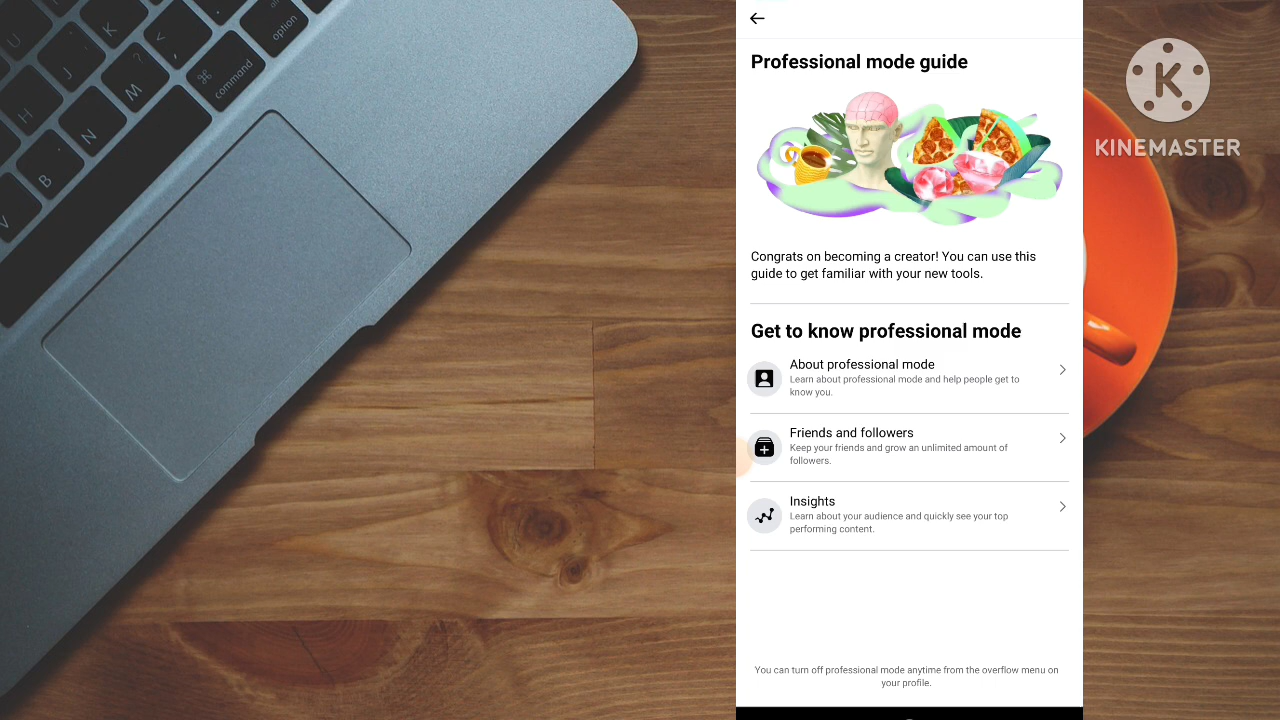 option
command
⌘
U
K
J
H
<
M
N
B
V
Professional mode guide
Congrats on becoming a creator! You can use this
guide to get familiar with your new tools.
Get to know professional mode
About professional mode
Learn about professional mode and help people get to
know you.
Friends and followers
Keep your friends and grow an unlimited amount of
followers.
Insights
Learn about your audience and quickly see your top
performing content.
You can turn off professional mode anytime from the overflow menu on
your profile.
K
KINEMASTER